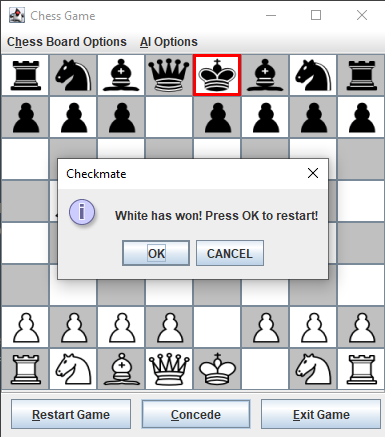 Chess Game
Chess Board Options AI Options
Checkmate
White has won! Press OK to restart!
OK CANCEL
Restart Game Concede Exit Game